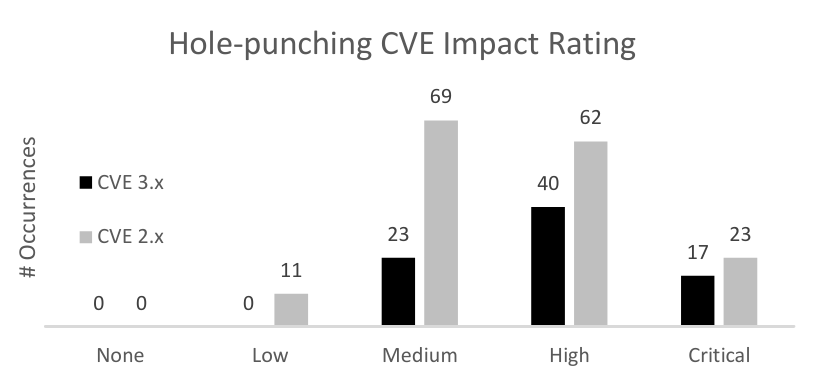 Hole-punching CVE Impact Rating
# Occurrences
CVE 3.x
CVE 2.x
0 0 0 11 23 69 40 62 17 23
None Low Medium High Critical